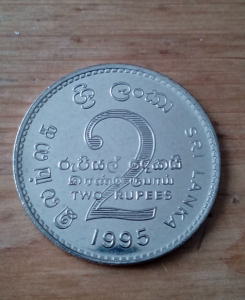 ශ්‍රී ලංකා
இலங்கை
SRI LANKA
2
රුපියල් දෙකයි
இரண்டு ரூபாய்
TWO RUPEES
1995